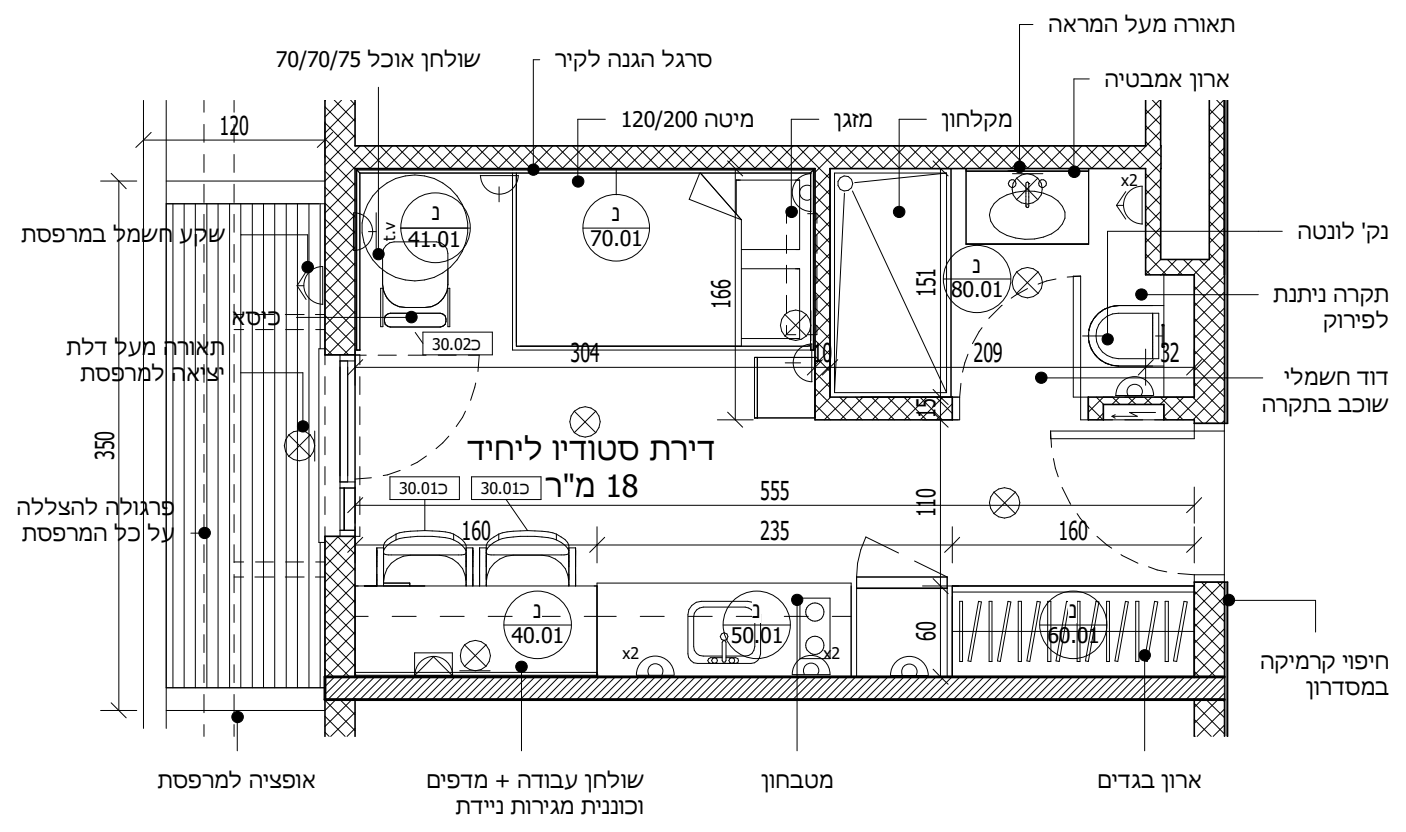 תאורה מעל המראה
שולחן אוכל 70/70/75
סרגל הגנה לקיר
ארון אמבטיה
מיטה 120/200
מזגן
מקלחון
120
x2
נ
41.01
t.v
נ
70.01
נ
80.01
שקע חשמל במרפסת
נק' לונטה
166
151
תקרה ניתנת
לפירוק
כיסא
תאורה מעל דלת
יציאה למרפסת
כ30.02
304
10
209
32
דוד חשמלי
שוכב בתקרה
15
350
דירת סטודיו ליחיד
18 מ"ר
כ30.01
כ30.01
555
110
פרגולה להצללה
על כל המרפסת
160
235
160
נ
40.01
נ
50.01
נ
60.01
60
x2
x2
חיפוי קרמיקה
במסדרון
אופציה למרפסת
שולחן עבודה + מדפים
וכוננית מגירות ניידת
מטבחון
ארון בגדים